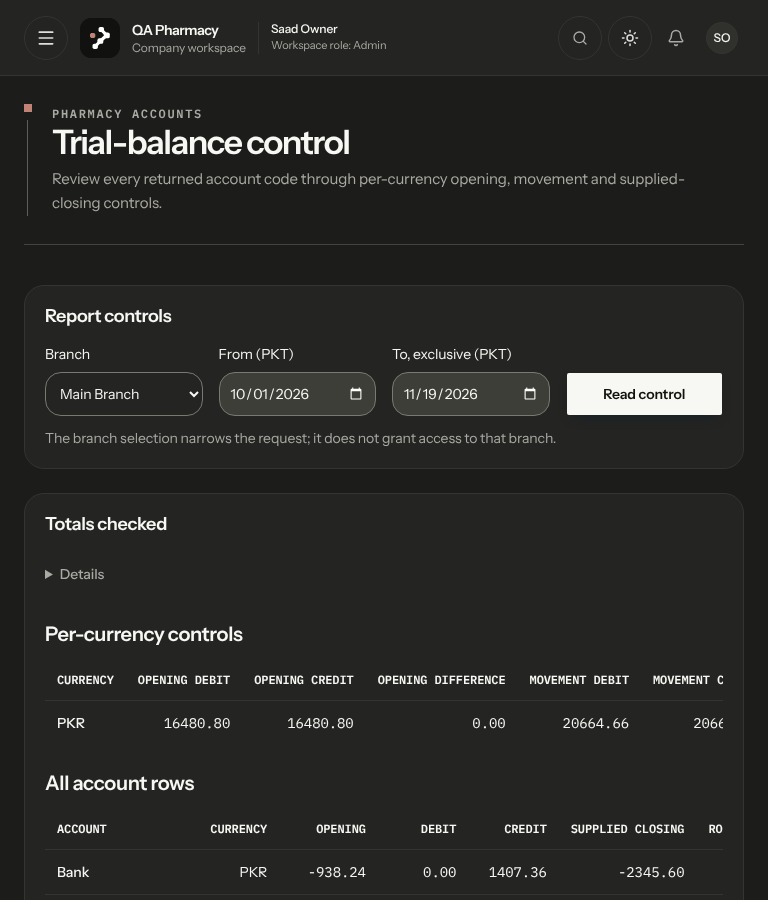 QA Pharmacy
Company workspace
Saad Owner
Workspace role: Admin
SO
PHARMACY ACCOUNTS
Trial-balance control
Review every returned account code through per-currency opening, movement and supplied-
closing controls.
Report controls
Branch
From (PKT)
To, exclusive (PKT)
Main Branch
10/01/2026
11/19/2026
Read control
The branch selection narrows the request; it does not grant access to that branch.
Totals checked
Details
Per-currency controls
CURRENCY OPENING DEBIT OPENING CREDIT OPENING DIFFERENCE MOVEMENT DEBIT MOVEMENT C
PKR 16480.80 16480.80 0.00 20664.66 2066
All account rows
ACCOUNT CURRENCY OPENING DEBIT CREDIT SUPPLIED CLOSING RO
Bank PKR -938.24 0.00 1407.36 -2345.60